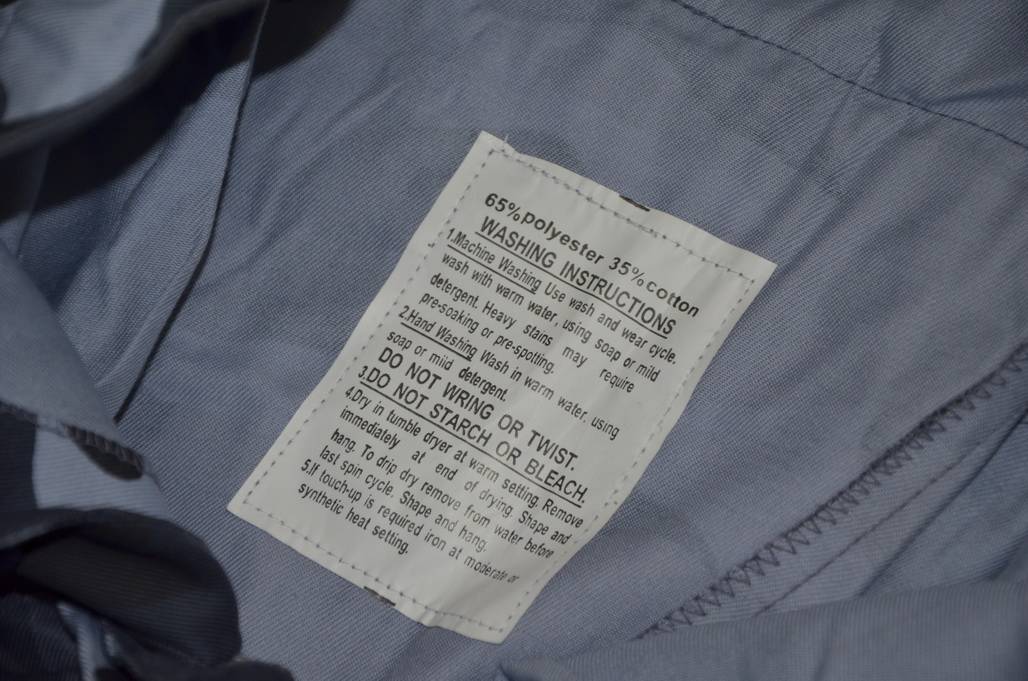 65%polyester 35%cotton
WASHING INSTRUCTIONS
1.Machine Washing Use wash and wear cycle.
wash with warm water, using soap or mild
detergent. Heavy stains may require
pre-soaking or pre-spotting.
2.Hand Washing Wash in warm water, using
soap or mild detergent.
DO NOT WRING OR TWIST.
3.DO NOT STARCH OR BLEACH.
4.Dry in tumble dryer at warm setting. Remove
immediately at end of drying. Shape and
hang. To drip dry remove from water before
last spin cycle. Shape and hang.
5.If touch-up is required iron at moderate or
synthetic heat setting.